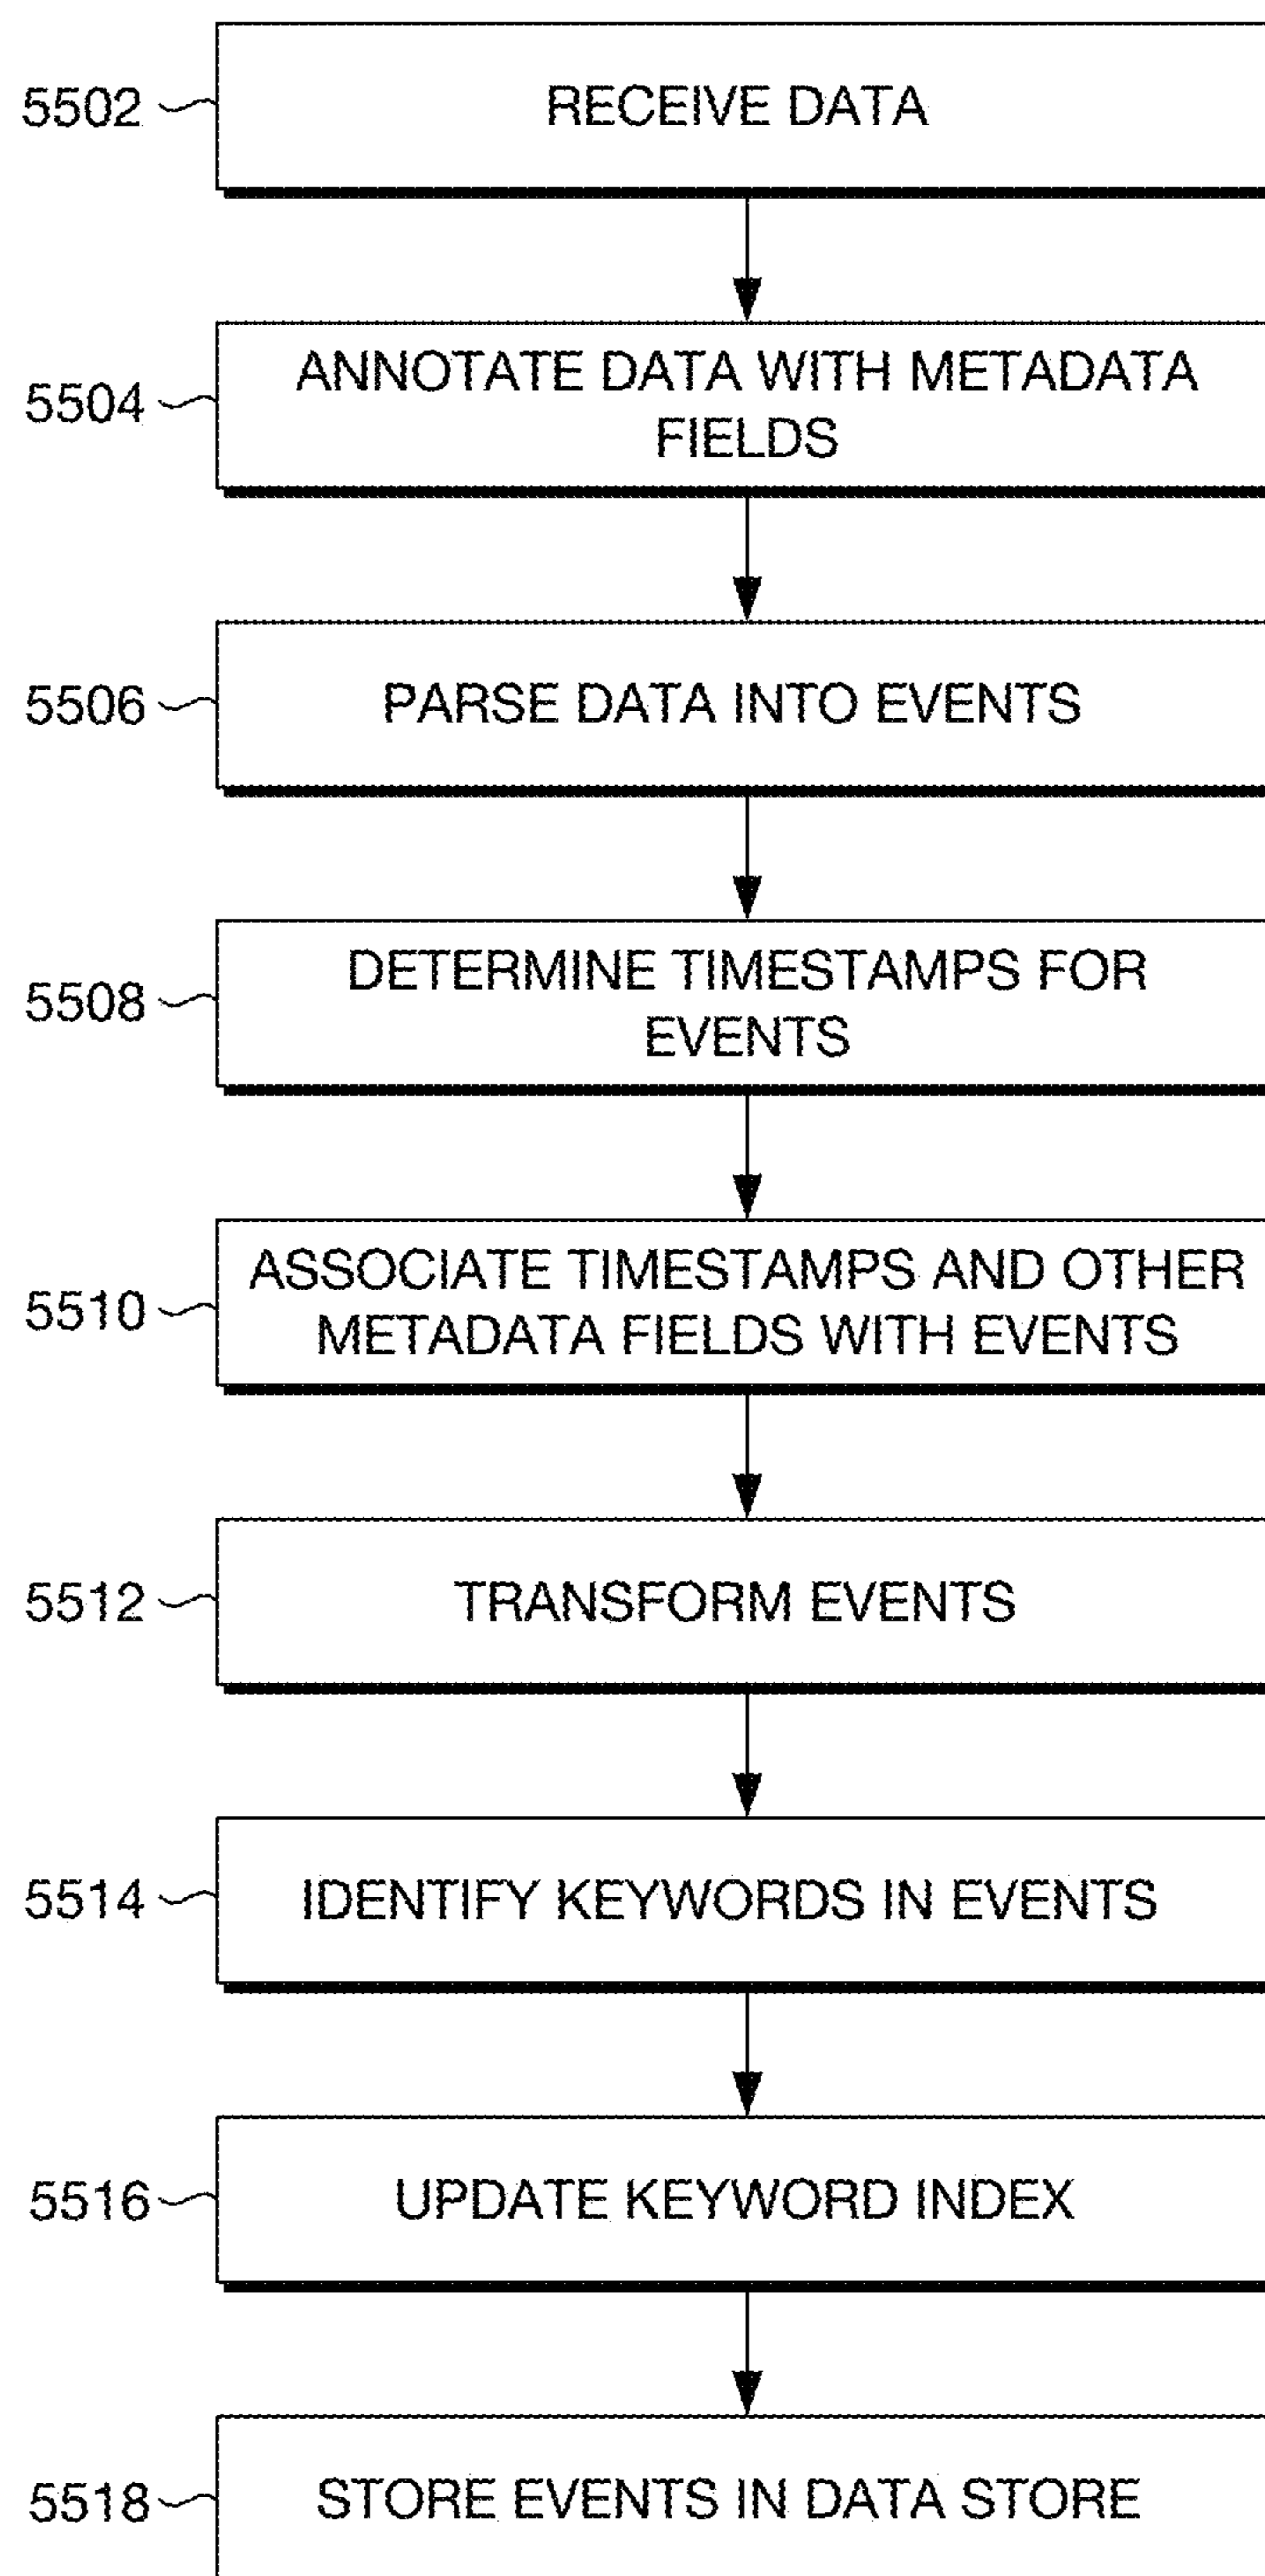 5502 RECEIVE DATA
5504 ANNOTATE DATA WITH METADATA
FIELDS
5506 PARSE DATA INTO EVENTS
5508 DETERMINE TIMESTAMPS FOR
EVENTS
5510 ASSOCIATE TIMESTAMPS AND OTHER
METADATA FIELDS WITH EVENTS
5512 TRANSFORM EVENTS
5514 IDENTIFY KEYWORDS IN EVENTS
5516 UPDATE KEYWORD INDEX
5518 STORE EVENTS IN DATA STORE